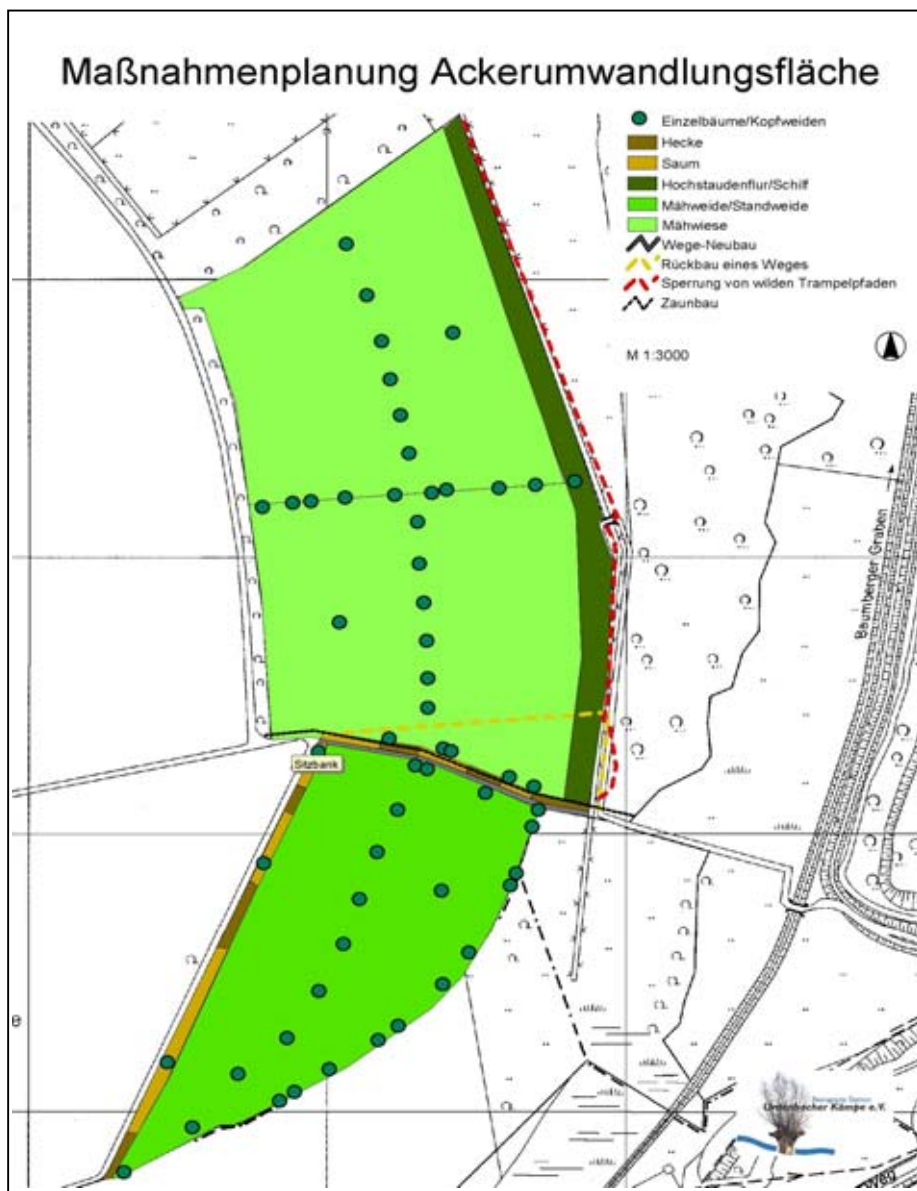 Maßnahmenplanung Ackerumwandlungsfläche
Einzelbäume/Kopfweiden
Hecke
Saum
Hochstaudenflur/Schilf
Mähweide/Standweide
Mähwiese
Wege-Neubau
Rückbau eines Weges
Sperrung von wilden Trampelpfaden
Zaunbau
M 1:3000
Baumberger Graben
Sitzbank
e
Urdenbacher Kämpe e.V.
weg